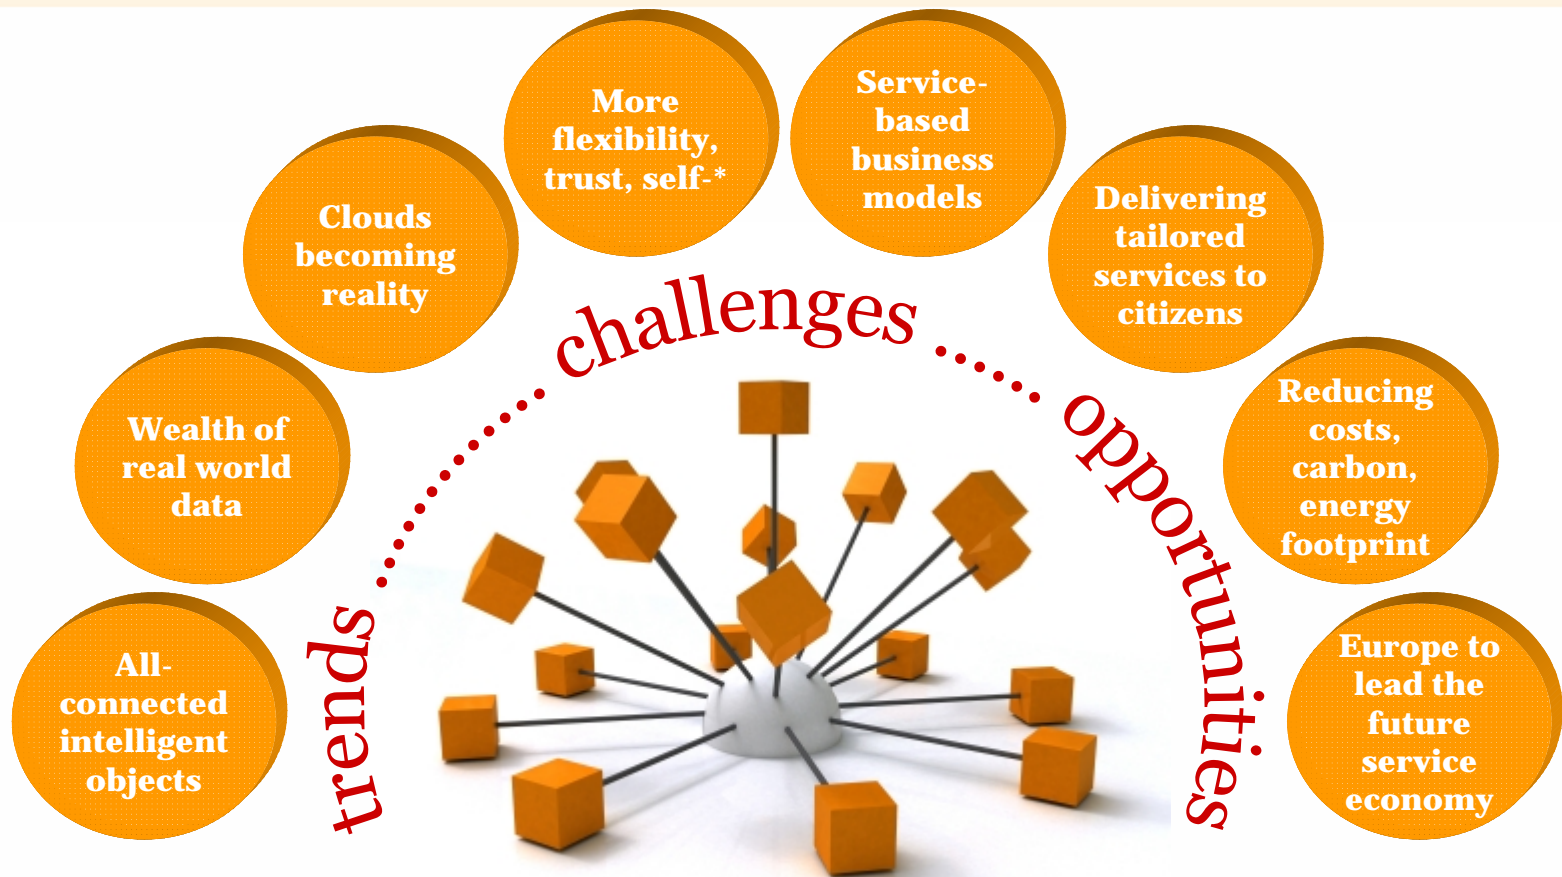 All-
connected
intelligent
objects
Wealth of
real world
data
Clouds
becoming
reality
More
flexibility,
trust, self-*
Service-
based
business
models
Delivering
tailored
services to
citizens
Reducing
costs,
carbon,
energy
footprint
Europe to
lead the
future
service
economy
trends ............... challenges ...... opportunities